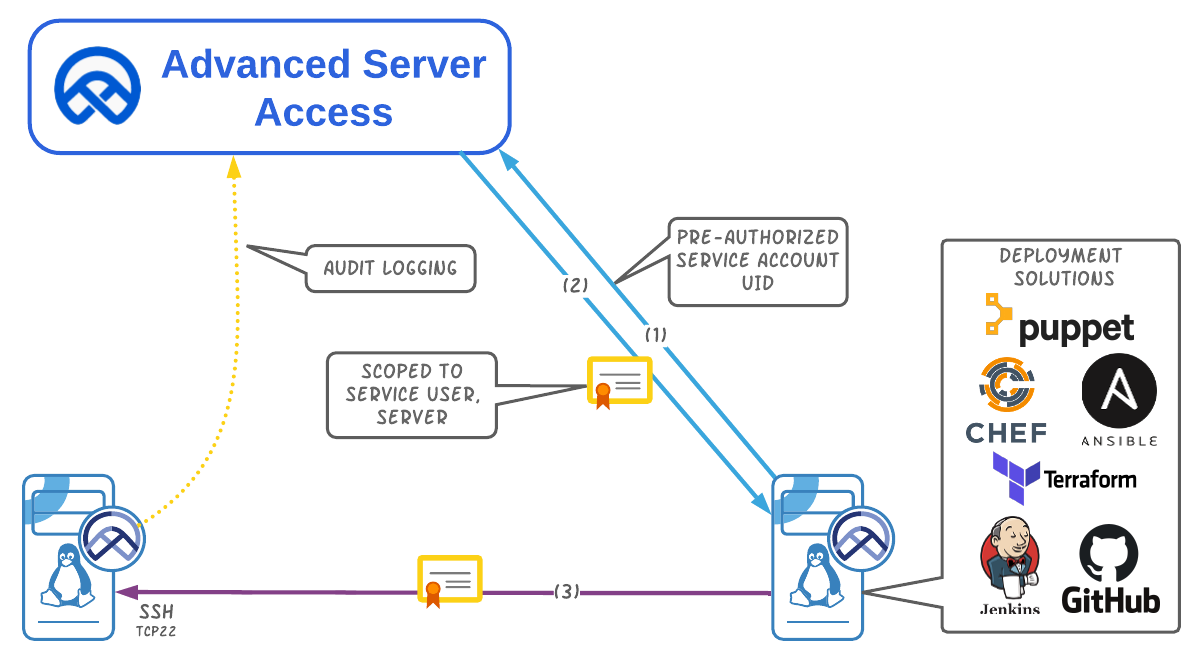 Advanced Server
Access
AUDIT LOGGING
PRE-AUTHORIZED
SERVICE ACCOUNT
UID
(2)
(1)
SCOPED TO
SERVICE USER,
SERVER
DEPLOYMENT
SOLUTIONS
puppet
CHEF
ANSIBLE
Terraform
Jenkins
GitHub
(3)
SSH
TCP22